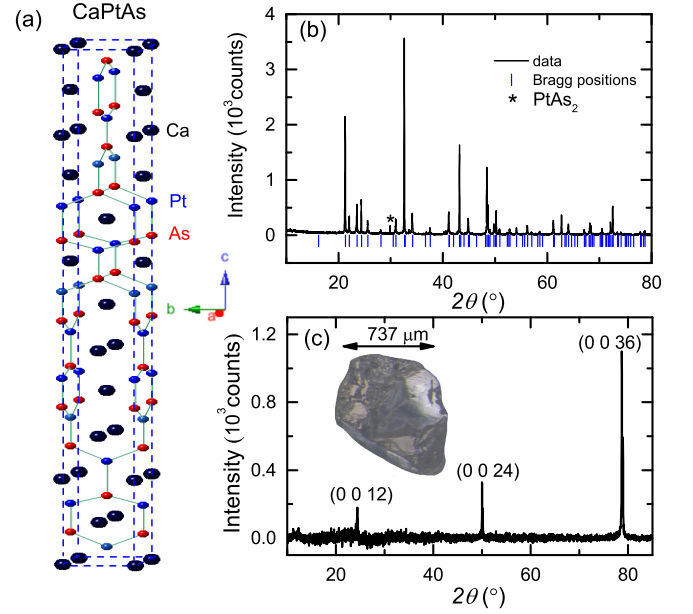 (a)
CaPtAs
Ca
Pt
As
c
b
a
(b)
Intensity (10³counts)
4
3
2
1
0
data
Bragg positions
* PtAs₂
*
20 40 60 80
2θ (°)
(c)
Intensity (10³counts)
1.2
0.8
0.4
0.0
737 μm
(0 0 12)
(0 0 24)
(0 0 36)
20 40 60 80
2θ (°)